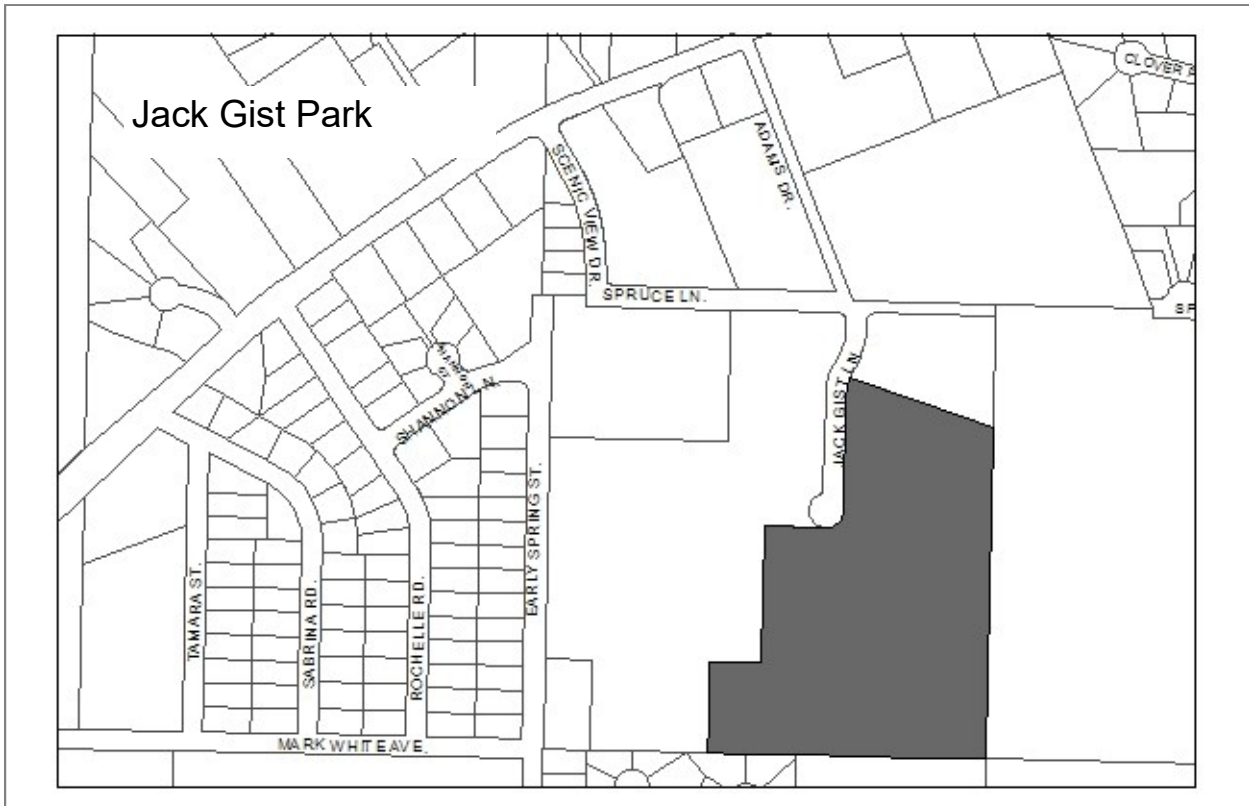 Jack Gist Park
CLOVER
SCENIC VIEW DR.
ADAMS DR.
SPRUCE LN.
JACK GIST LN
SHANNON LN.
EARLY SPRING ST.
TAMARA ST.
SABRINA RD.
ROCHELLE RD.
MARK WHITE AVE.